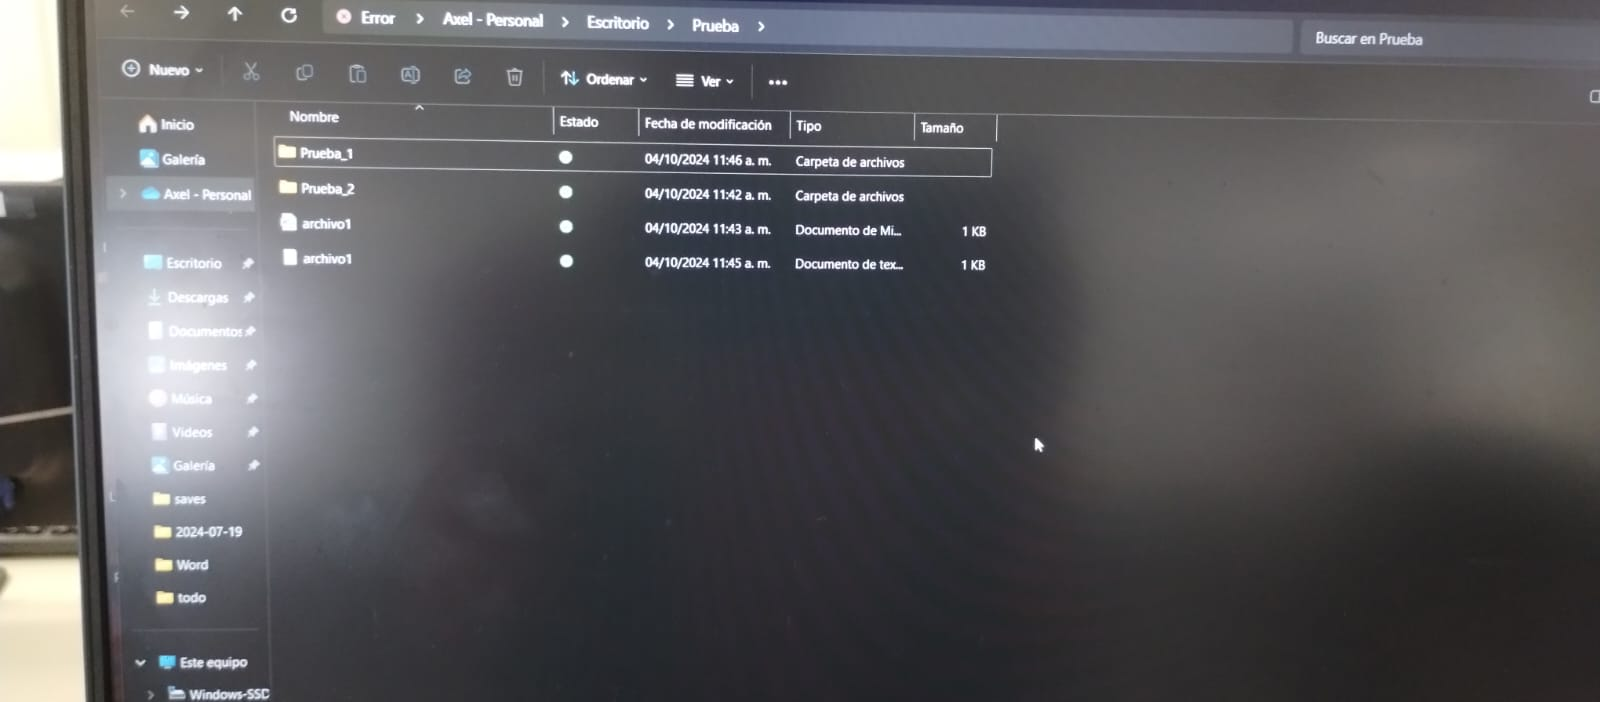 Error > Axel - Personal > Escritorio > Prueba >
Buscar en Prueba
Nuevo
Ordenar
Ver
Nombre Estado Fecha de modificación Tipo Tamaño
Prueba_1 04/10/2024 11:46 a. m. Carpeta de archivos
Prueba_2 04/10/2024 11:42 a. m. Carpeta de archivos
archivo1 04/10/2024 11:43 a. m. Documento de Mi... 1 KB
archivo1 04/10/2024 11:45 a. m. Documento de tex... 1 KB
Inicio
Galería
Axel - Personal
Escritorio
Descargas
Documentos
Imágenes
Música
Videos
Galería
saves
2024-07-19
Word
todo
Este equipo
Windows-SSD